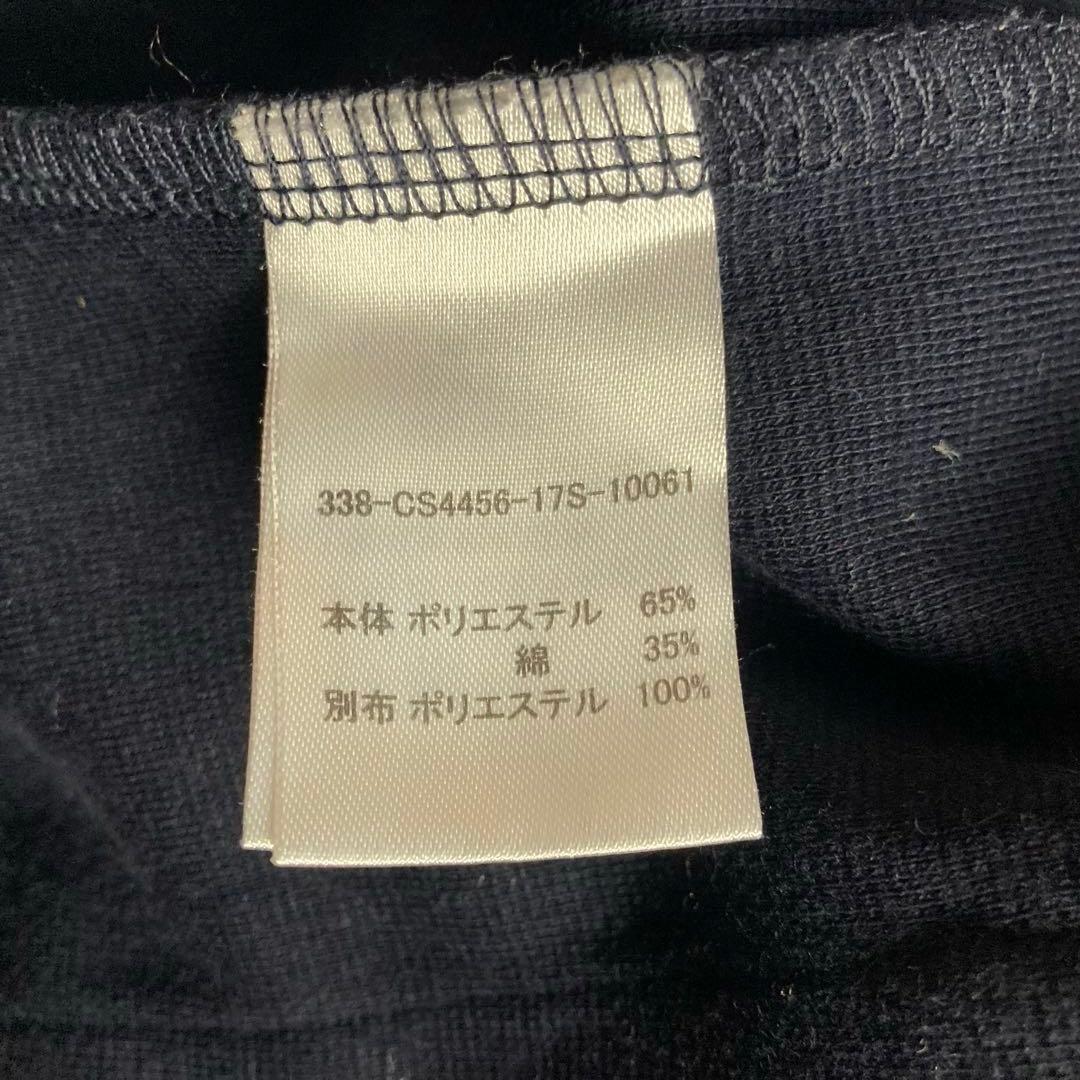 338-CS4456-17S-10061
本体 ポリエステル 65%
綿 35%
別布 ポリエステル 100%